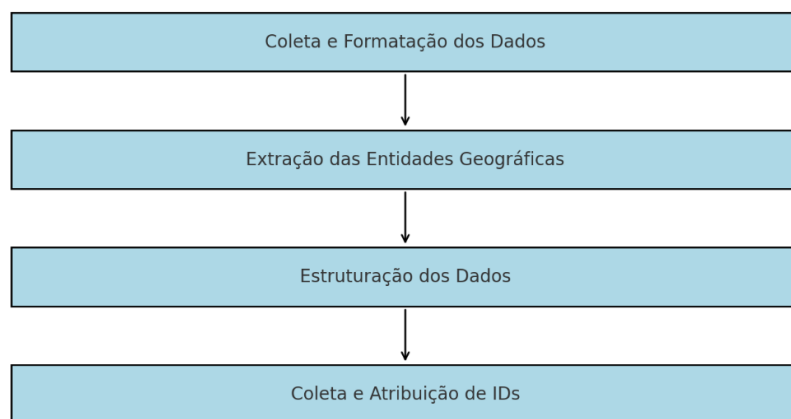 Coleta e Formatação dos Dados
Extração das Entidades Geográficas
Estruturação dos Dados
Coleta e Atribuição de IDs